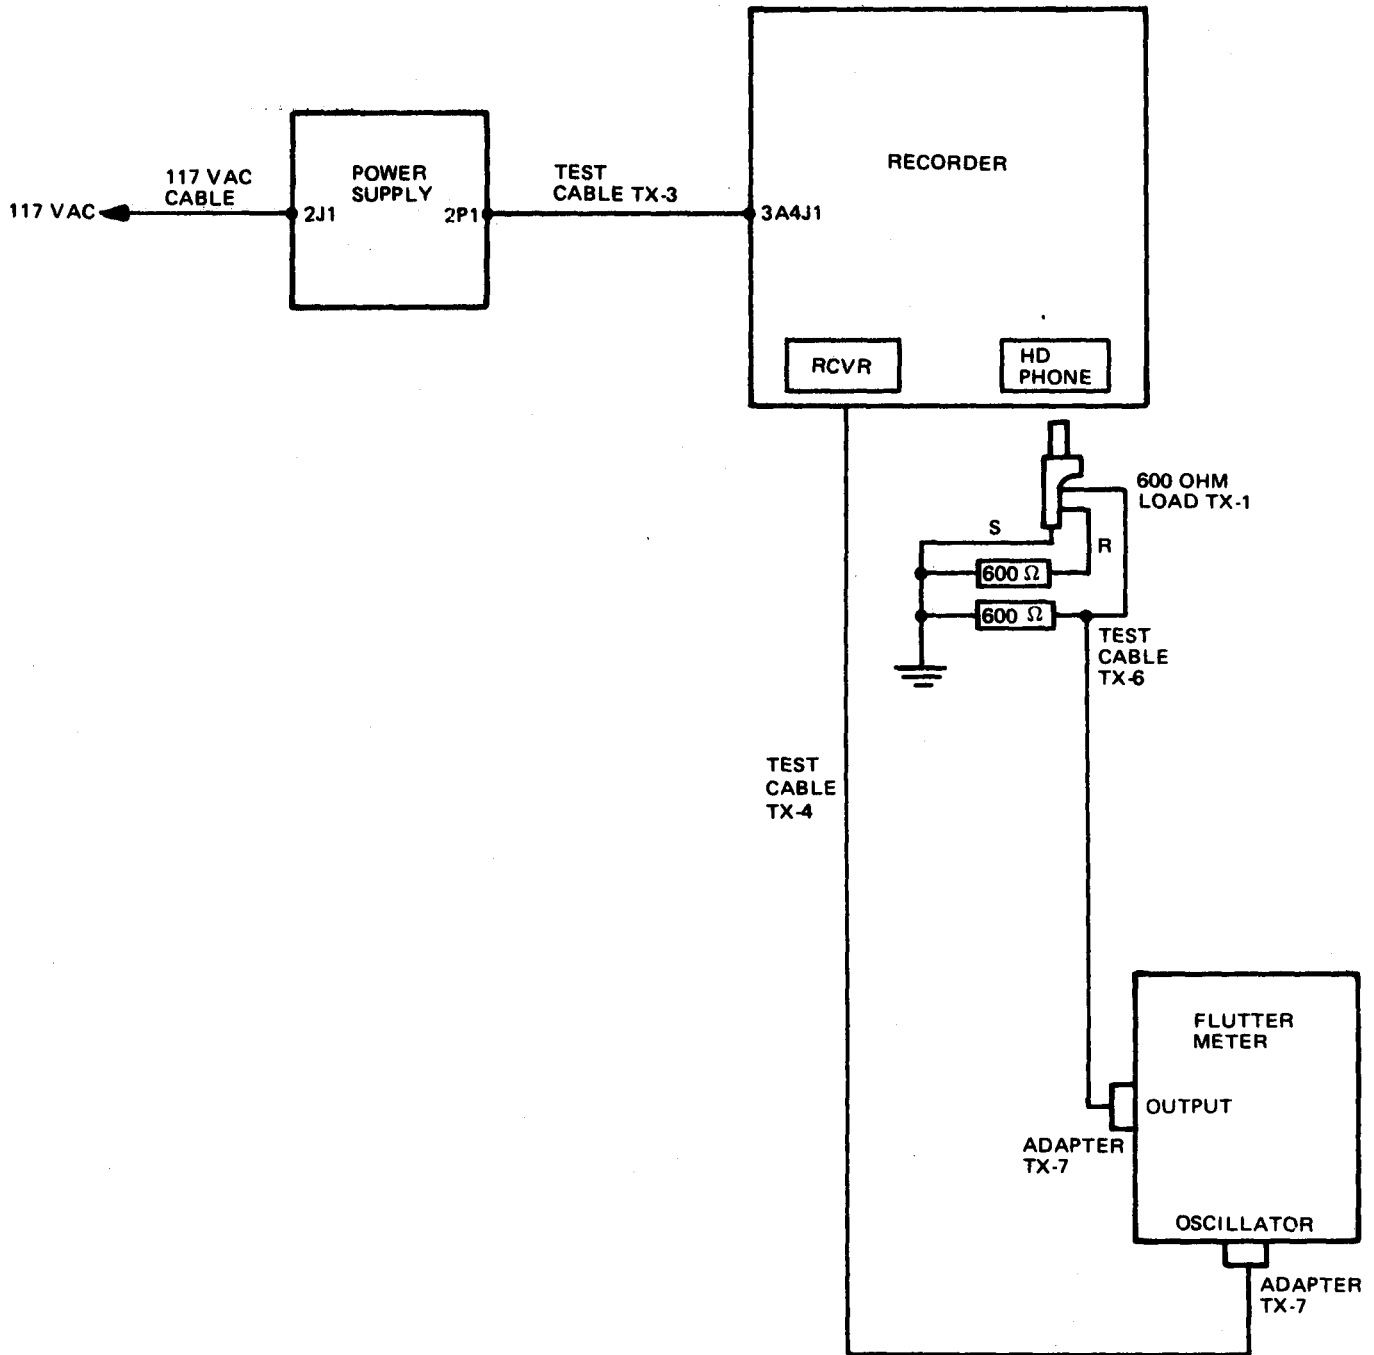 RECORDER
POWER
SUPPLY
117 VAC
CABLE
TEST
CABLE TX-3
117 VAC
2J1
2P1
3A4J1
RCVR
HD
PHONE
600 OHM
LOAD TX-1
S
R
600 Ω
600 Ω
TEST
CABLE
TX-6
TEST
CABLE
TX-4
FLUTTER
METER
OUTPUT
ADAPTER
TX-7
OSCILLATOR
ADAPTER
TX-7